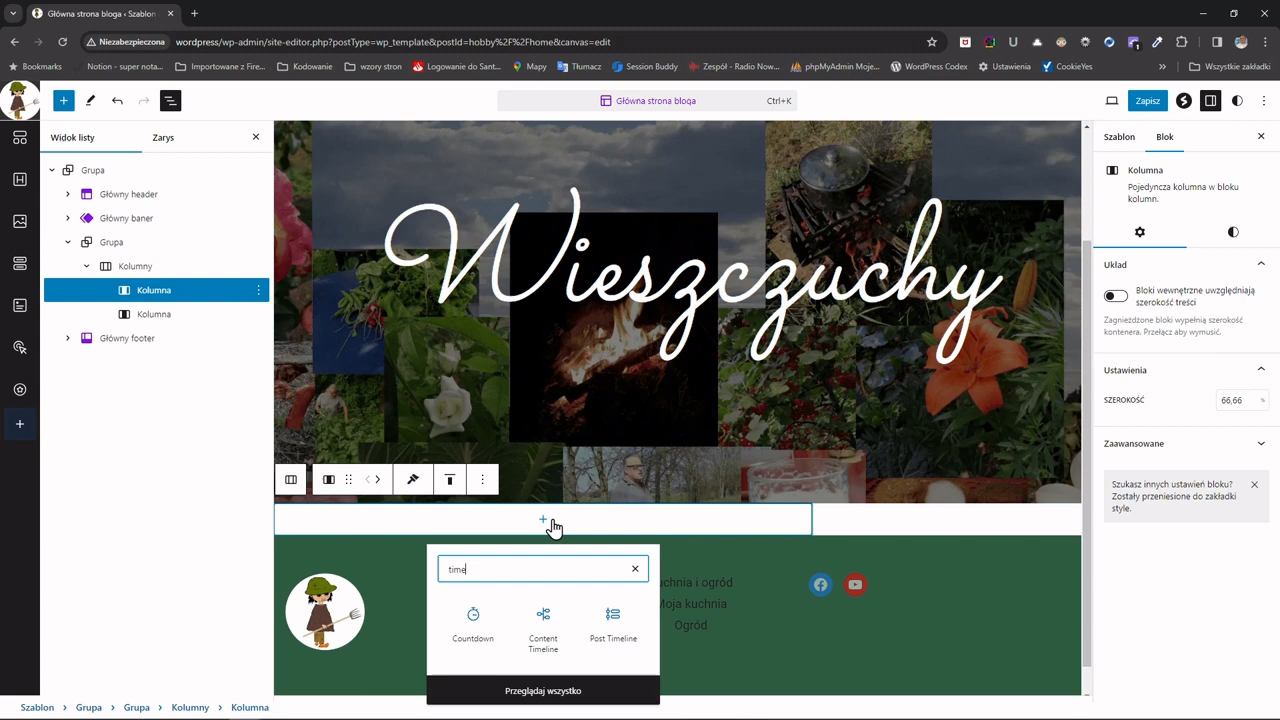 Główna strona bloga ‹ Szablon ‹
Niezabezpieczona
wordpress/wp-admin/site-editor.php?postType=wp_template&postId=hobby%2F%2Fhome&canvas=edit
Bookmarks
Notion - super nota...
Importowane z Fire...
Kodowanie
wzory stron
Logowanie do Sant...
Mapy
Tłumacz
Session Buddy
Zespół - Radio Now...
phpMyAdmin Moje...
WordPress Codex
Ustawienia
CookieYes
Wszystkie zakładki
Główna strona bloga
Ctrl+K
Zapisz
Widok listy
Zarys
Grupa
Główny header
Główny baner
Grupa
Kolumny
Kolumna
Kolumna
Główny footer
Wieszczuchy
time
Countdown
Content
Timeline
Post Timeline
Przeglądaj wszystko
uchnia i ogród
Moja kuchnia
Ogród
Szablon
Blok
Kolumna
Pojedyncza kolumna w bloku
kolumn.
Układ
Bloki wewnętrzne uwzględniają
szerokość treści
Zagnieżdżone bloki wypełnią szerokość
kontenera. Przełącz aby wymusić.
Ustawienia
SZEROKOŚĆ
66,66
%
Zaawansowane
Szukasz innych ustawień bloku?
Zostały przeniesione do zakładki
style.
Szablon
Grupa
Grupa
Kolumny
Kolumna